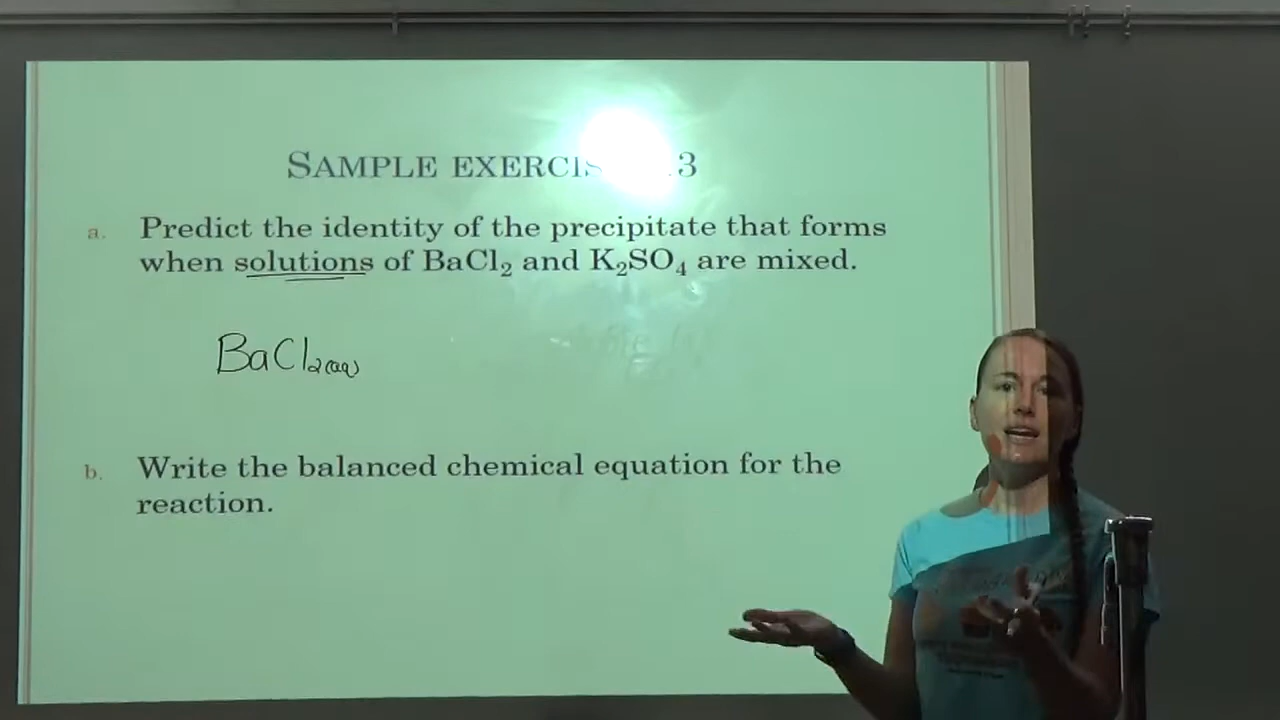 SAMPLE EXERCIS .3
a. Predict the identity of the precipitate that forms
when solutions of BaCl₂ and K₂SO₄ are mixed.
BaCl₂(aq)
b. Write the balanced chemical equation for the
reaction.